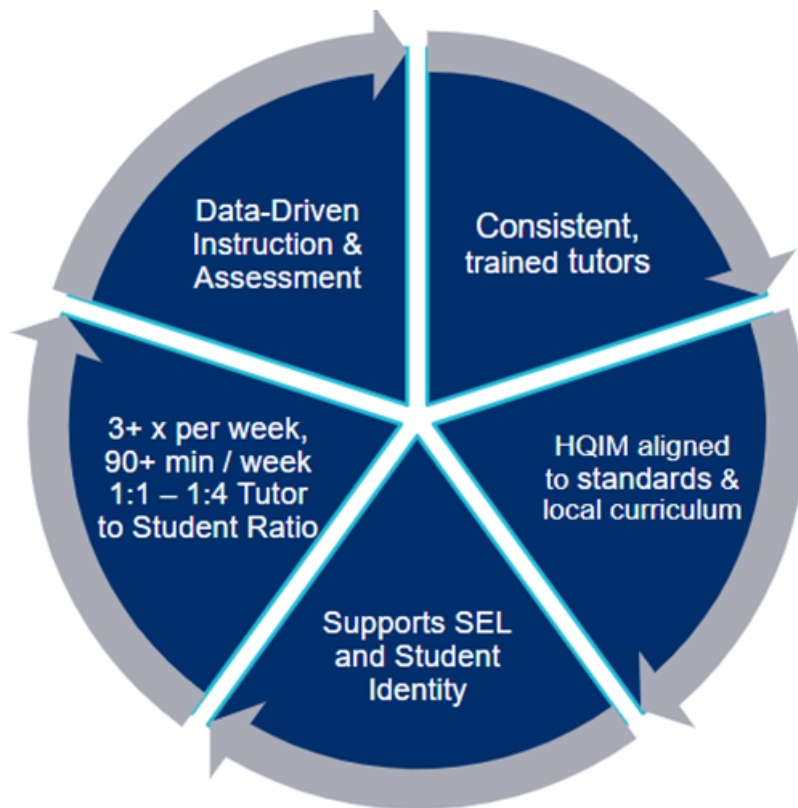 Data-Driven
Instruction &
Assessment
Consistent,
trained tutors
HQIM aligned
to standards &
local curriculum
Supports SEL
and Student
Identity
3+ x per week,
90+ min / week
1:1 – 1:4 Tutor
to Student Ratio